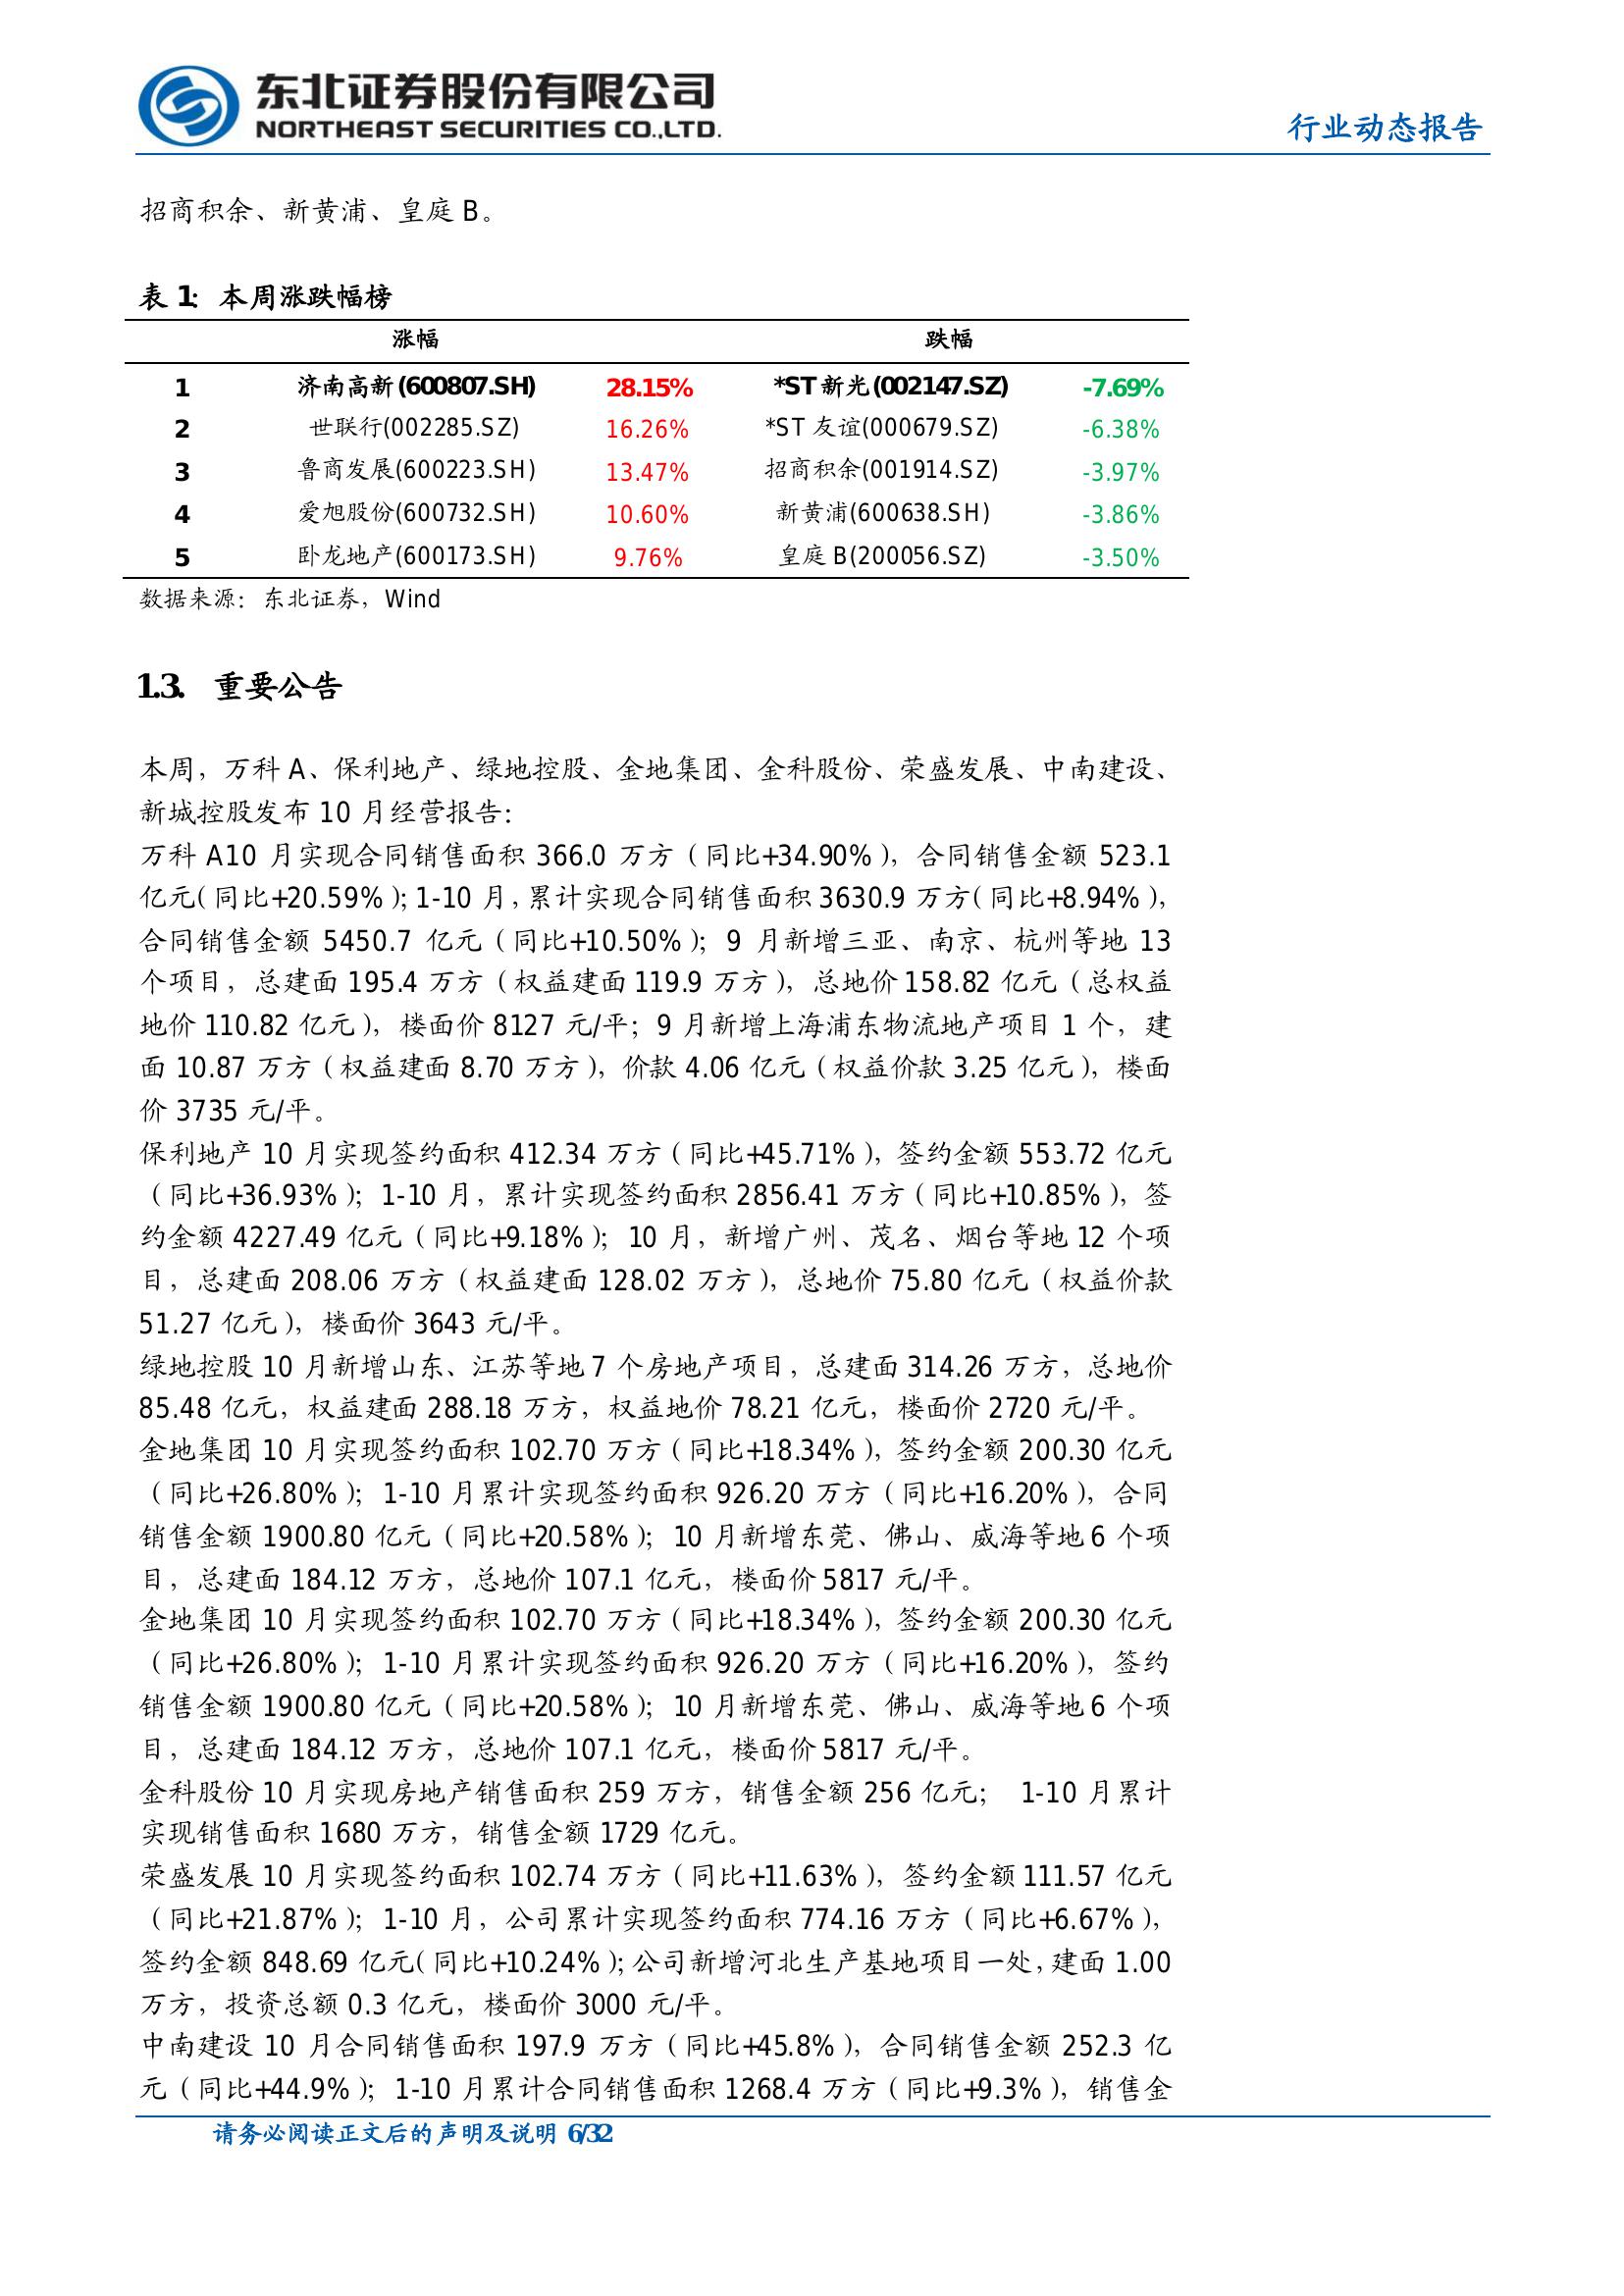 东北证券股份有限公司
NORTHEAST SECURITIES CO.,LTD.
行业动态报告
招商积余、新黄浦、皇庭 B。
表 1: 本周涨跌幅榜
涨幅 跌幅
1 济南高新(600807.SH) 28.15% *ST 新光(002147.SZ) -7.69%
2 世联行(002285.SZ) 16.26% *ST 友谊(000679.SZ) -6.38%
3 鲁商发展(600223.SH) 13.47% 招商积余(001914.SZ) -3.97%
4 爱旭股份(600732.SH) 10.60% 新黄浦(600638.SH) -3.86%
5 卧龙地产(600173.SH) 9.76% 皇庭 B(200056.SZ) -3.50%
数据来源：东北证券，Wind
1.3. 重要公告
本周，万科 A、保利地产、绿地控股、金地集团、金科股份、荣盛发展、中南建设、
新城控股发布 10 月经营报告：
万科 A10 月实现合同销售面积 366.0 万方（同比+34.90%），合同销售金额 523.1
亿元（同比+20.59%）；1-10 月，累计实现合同销售面积 3630.9 万方（同比+8.94%），
合同销售金额 5450.7 亿元（同比+10.50%）；9 月新增三亚、南京、杭州等地 13
个项目，总建面 195.4 万方（权益建面 119.9 万方），总地价 158.82 亿元（总权益
地价 110.82 亿元），楼面价 8127 元/平；9 月新增上海浦东物流地产项目 1 个，建
面 10.87 万方（权益建面 8.70 万方），价款 4.06 亿元（权益价款 3.25 亿元），楼面
价 3735 元/平。
保利地产 10 月实现签约面积 412.34 万方（同比+45.71%），签约金额 553.72 亿元
（同比+36.93%）；1-10 月，累计实现签约面积 2856.41 万方（同比+10.85%），签
约金额 4227.49 亿元（同比+9.18%）；10 月，新增广州、茂名、烟台等地 12 个项
目，总建面 208.06 万方（权益建面 128.02 万方），总地价 75.80 亿元（权益价款
51.27 亿元），楼面价 3643 元/平。
绿地控股 10 月新增山东、江苏等地 7 个房地产项目，总建面 314.26 万方，总地价
85.48 亿元，权益建面 288.18 万方，权益地价 78.21 亿元，楼面价 2720 元/平。
金地集团 10 月实现签约面积 102.70 万方（同比+18.34%），签约金额 200.30 亿元
（同比+26.80%）；1-10 月累计实现签约面积 926.20 万方（同比+16.20%），合同
销售金额 1900.80 亿元（同比+20.58%）；10 月新增东莞、佛山、威海等地 6 个项
目，总建面 184.12 万方，总地价 107.1 亿元，楼面价 5817 元/平。
金地集团 10 月实现签约面积 102.70 万方（同比+18.34%），签约金额 200.30 亿元
（同比+26.80%）；1-10 月累计实现签约面积 926.20 万方（同比+16.20%），签约
销售金额 1900.80 亿元（同比+20.58%）；10 月新增东莞、佛山、威海等地 6 个项
目，总建面 184.12 万方，总地价 107.1 亿元，楼面价 5817 元/平。
金科股份 10 月实现房地产销售面积 259 万方，销售金额 256 亿元； 1-10 月累计
实现销售面积 1680 万方，销售金额 1729 亿元。
荣盛发展 10 月实现签约面积 102.74 万方（同比+11.63%），签约金额 111.57 亿元
（同比+21.87%）；1-10 月，公司累计实现签约面积 774.16 万方（同比+6.67%），
签约金额 848.69 亿元（同比+10.24%）；公司新增河北生产基地项目一处，建面 1.00
万方，投资总额 0.3 亿元，楼面价 3000 元/平。
中南建设 10 月合同销售面积 197.9 万方（同比+45.8%），合同销售金额 252.3 亿
元（同比+44.9%）；1-10 月累计合同销售面积 1268.4 万方（同比+9.3%），销售金
请务必阅读正文后的声明及说明 6/32